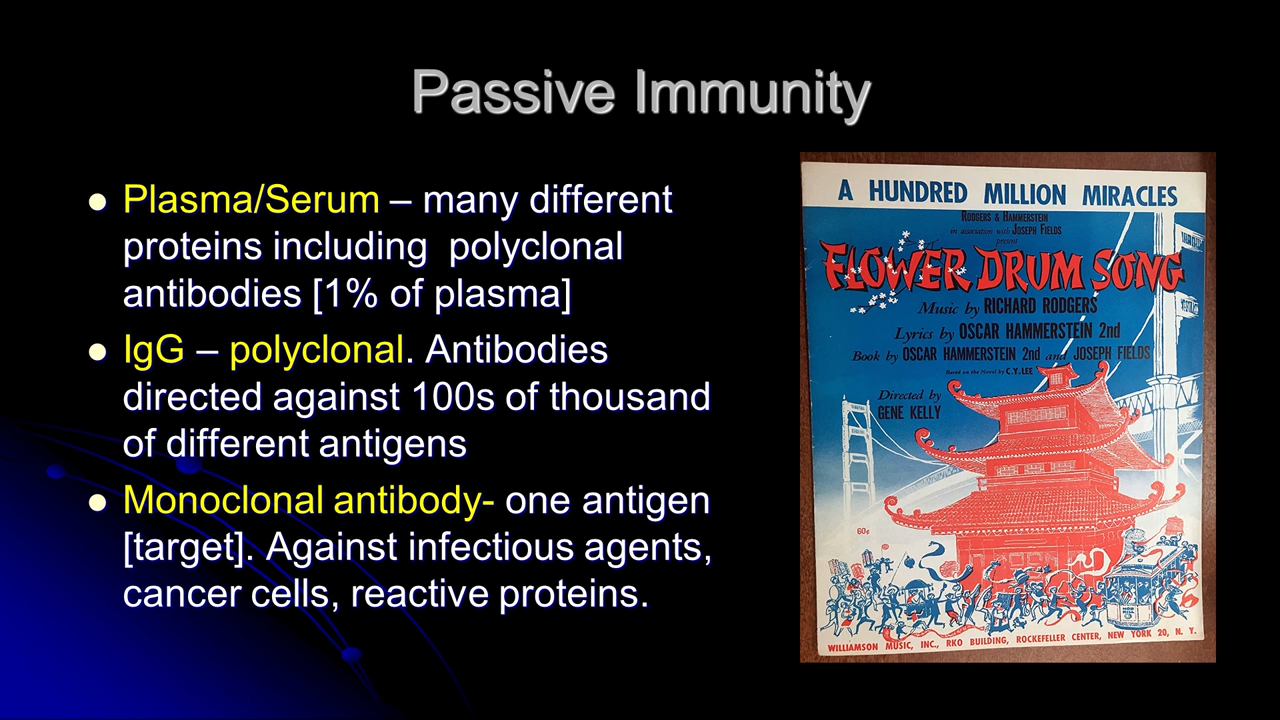 Passive Immunity
Plasma/Serum – many different
proteins including  polyclonal
antibodies [1% of plasma]
IgG – polyclonal. Antibodies
directed against 100s of thousand
of different antigens
Monoclonal antibody- one antigen
[target]. Against infectious agents,
cancer cells, reactive proteins.
A HUNDRED MILLION MIRACLES
RODGERS & HAMMERSTEIN
in association with JOSEPH FIELDS
present
FLOWER DRUM SONG
Music by RICHARD RODGERS
Lyrics by OSCAR HAMMERSTEIN 2nd
Book by OSCAR HAMMERSTEIN 2nd and JOSEPH FIELDS
Based on the Novel by C. Y. LEE
Directed by
GENE KELLY
60¢
WILLIAMSON MUSIC, INC., RKO BUILDING, ROCKEFELLER CENTER, NEW YORK 20, N. Y.